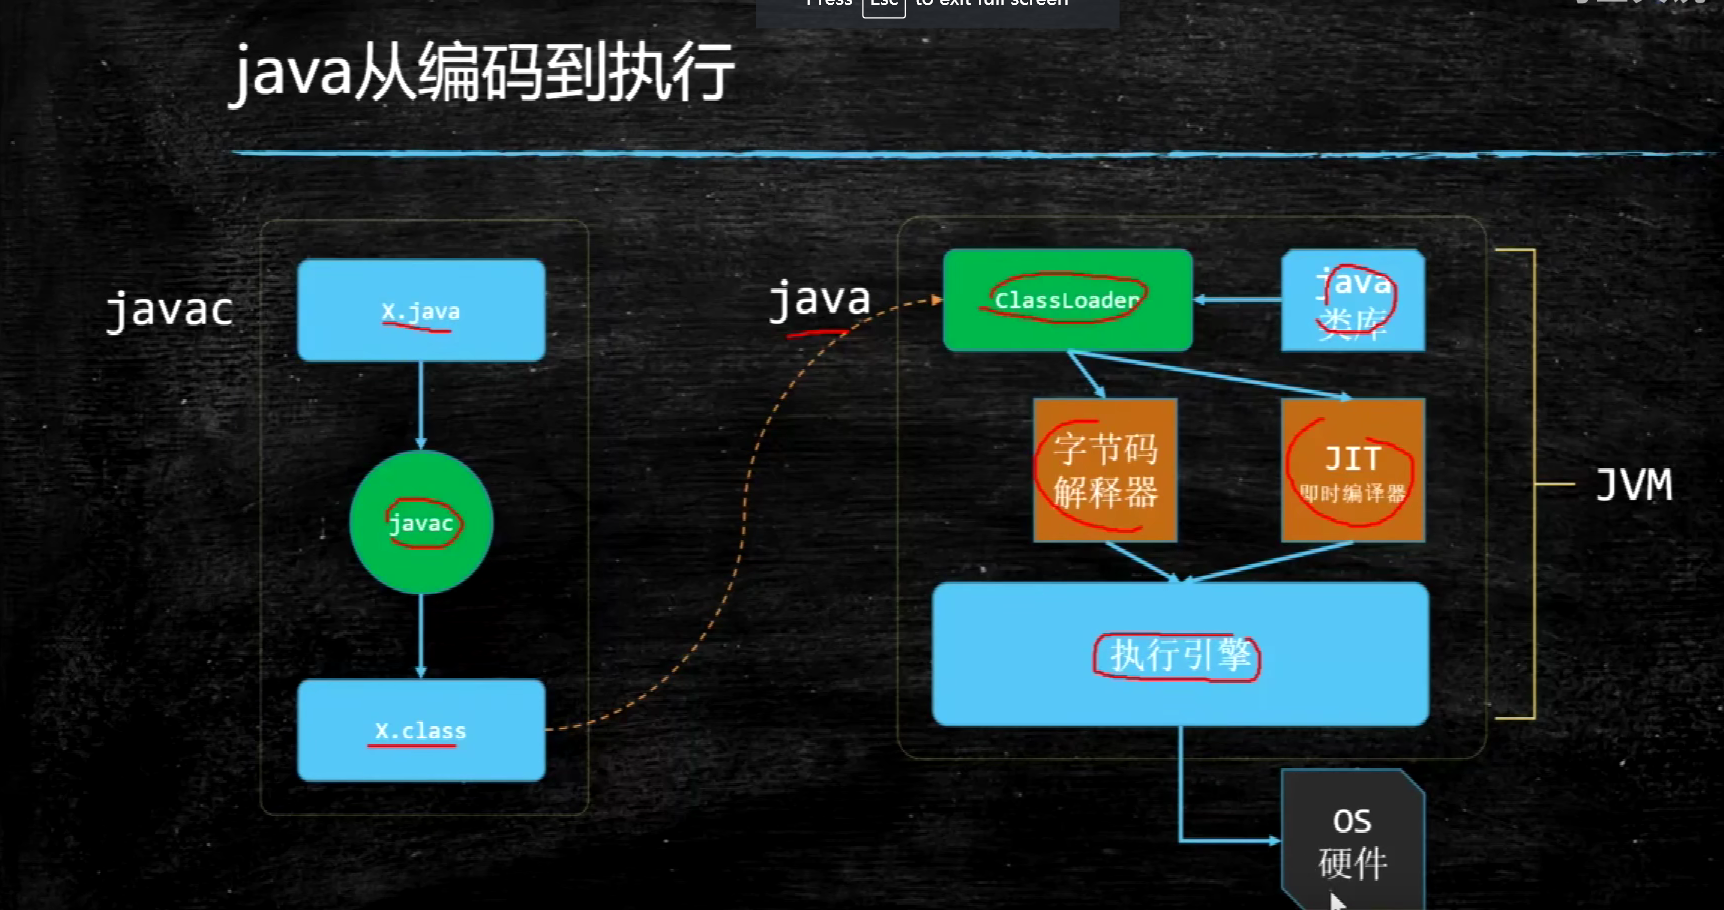 Press Esc to exit full screen
java从编码到执行
javac
X.java
javac
X.class
java
ClassLoader
java
类库
字节码
解释器
JIT
即时编译器
执行引擎
JVM
OS
硬件